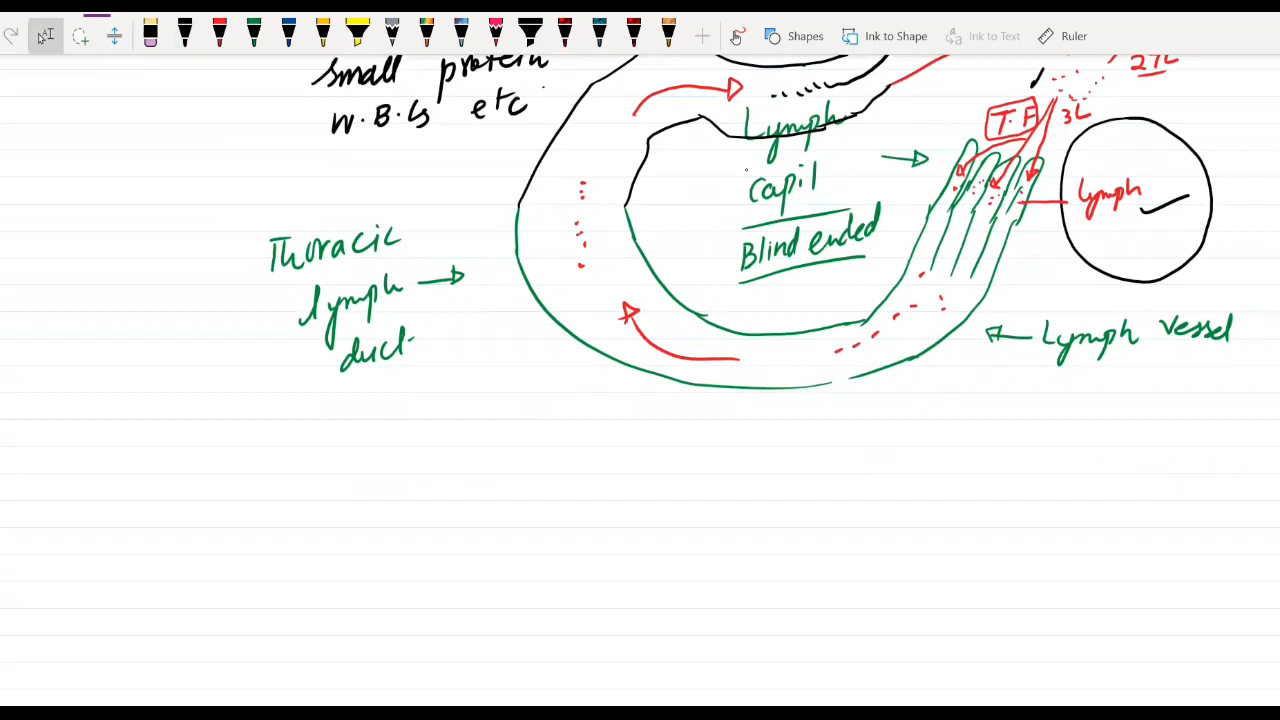 Shapes
Ink to Shape
Ink to Text
Ruler
small protein
W.B.Cs etc
27L
3L
T.F
Lymph
Capil
Blind ended
Lymph
Thoracic
lymph
duct
Lymph vessel